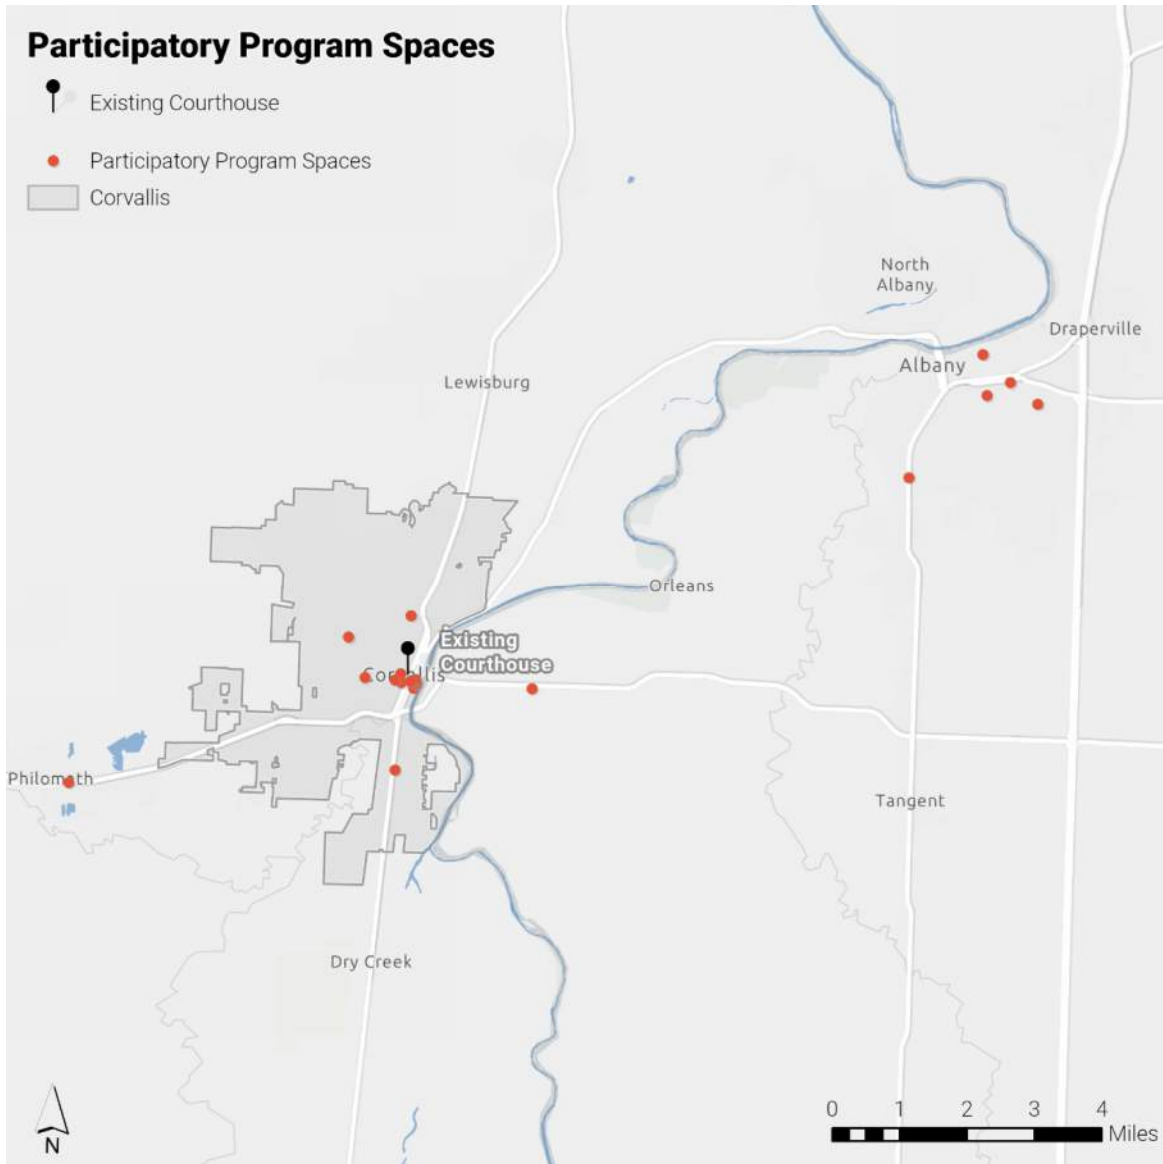 Participatory Program Spaces
Existing Courthouse
Participatory Program Spaces
Corvallis
North
Albany
Draperville
Albany
Lewisburg
Orleans
Existing
Courthouse
Corvallis
Philomath
Tangent
Dry Creek
0 1 2 3 4
Miles
N